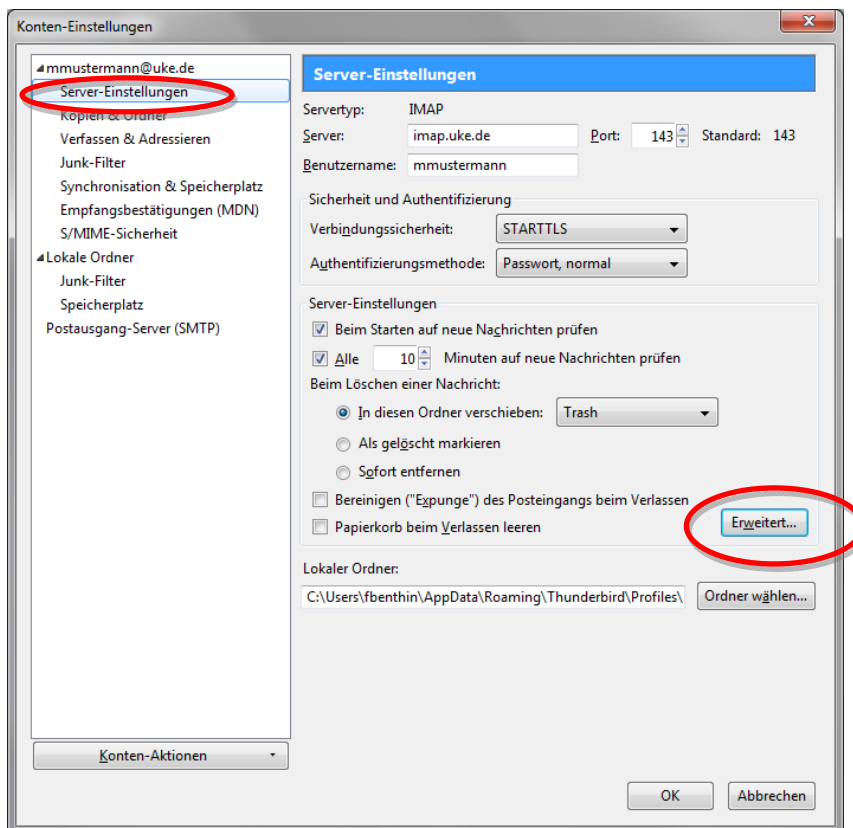 Konten-Einstellungen
mmustermann@uke.de
Server-Einstellungen
Kopien & Ordner
Verfassen & Adressieren
Junk-Filter
Synchronisation & Speicherplatz
Empfangsbestätigungen (MDN)
S/MIME-Sicherheit
Lokale Ordner
Junk-Filter
Speicherplatz
Postausgang-Server (SMTP)
Konten-Aktionen
Server-Einstellungen
Servertyp: IMAP
Server: imap.uke.de Port: 143 Standard: 143
Benutzername: mmustermann
Sicherheit und Authentifizierung
Verbindungssicherheit: STARTTLS
Authentifizierungsmethode: Passwort, normal
Server-Einstellungen
Beim Starten auf neue Nachrichten prüfen
Alle 10 Minuten auf neue Nachrichten prüfen
Beim Löschen einer Nachricht:
In diesen Ordner verschieben: Trash
Als gelöscht markieren
Sofort entfernen
Bereinigen ("Expunge") des Posteingangs beim Verlassen
Papierkorb beim Verlassen leeren
Erweitert...
Lokaler Ordner:
C:\Users\fbenthin\AppData\Roaming\Thunderbird\Profiles\ Ordner wählen...
OK Abbrechen